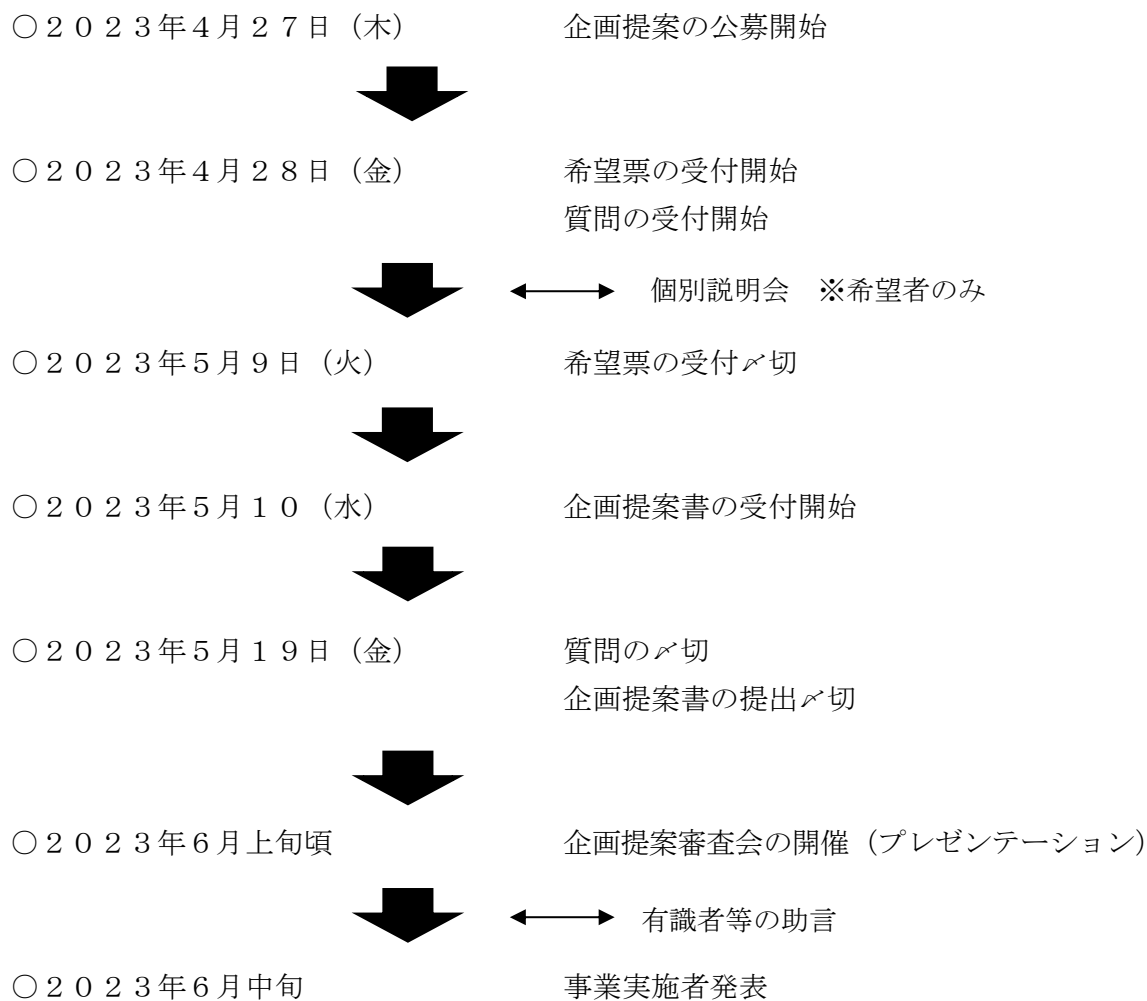 ○２０２３年４月２７日（木）　企画提案の公募開始
○２０２３年４月２８日（金）　希望票の受付開始
質問の受付開始
個別説明会　※希望者のみ
○２０２３年５月９日（火）　希望票の受付〆切
○２０２３年５月１０（水）　企画提案書の受付開始
○２０２３年５月１９日（金）　質問の〆切
企画提案書の提出〆切
○２０２３年６月上旬頃　企画提案審査会の開催（プレゼンテーション）
有識者等の助言
○２０２３年６月中旬　事業実施者発表